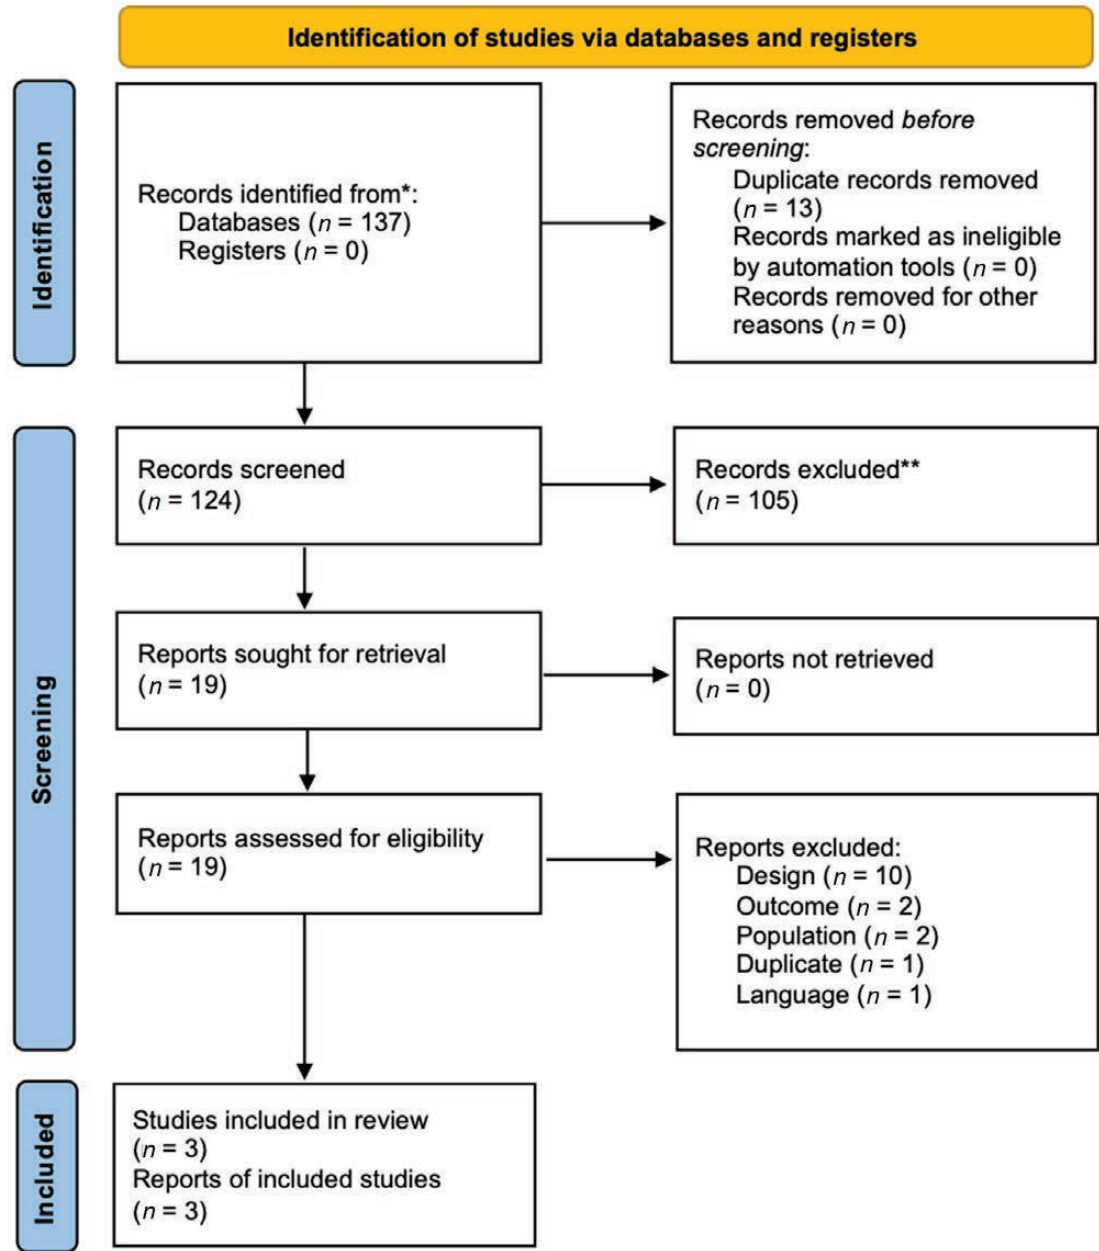 Identification of studies via databases and registers
Identification
Records identified from*:
Databases (n = 137)
Registers (n = 0)
Records removed before
screening:
Duplicate records removed
(n = 13)
Records marked as ineligible
by automation tools (n = 0)
Records removed for other
reasons (n = 0)
Screening
Records screened
(n = 124)
Records excluded**
(n = 105)
Reports sought for retrieval
(n = 19)
Reports not retrieved
(n = 0)
Reports assessed for eligibility
(n = 19)
Reports excluded:
Design (n = 10)
Outcome (n = 2)
Population (n = 2)
Duplicate (n = 1)
Language (n = 1)
Included
Studies included in review
(n = 3)
Reports of included studies
(n = 3)